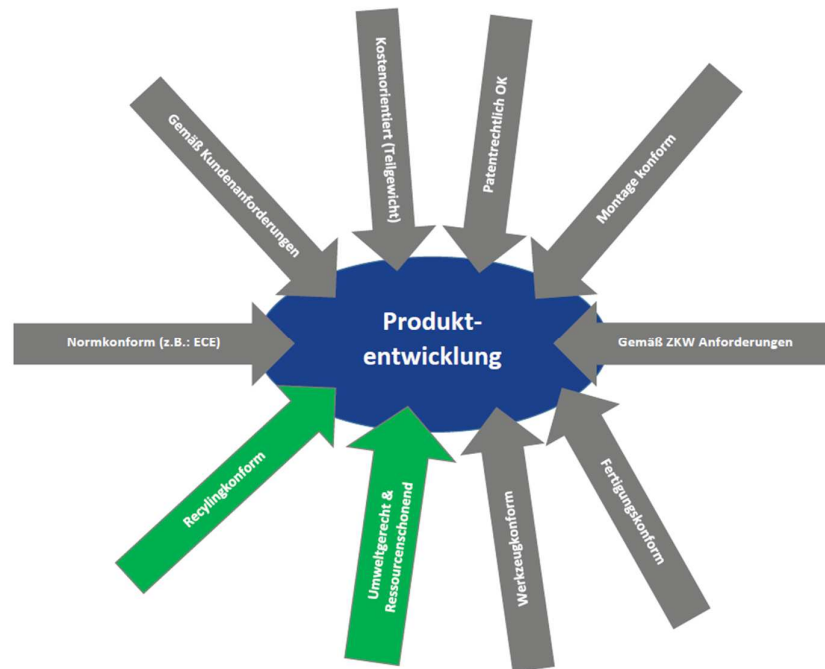 Kostenorientiert (Teilgewicht)
Patentrechtlich OK
Gemäß Kundenanforderungen
Montage konform
Produkt-
entwicklung
Normkonform (z.B.: ECE)
Gemäß ZKW Anforderungen
Recylingkonform
Umweltgerecht &
Ressourcenschonend
Werkzeugkonform
Fertigungskonform